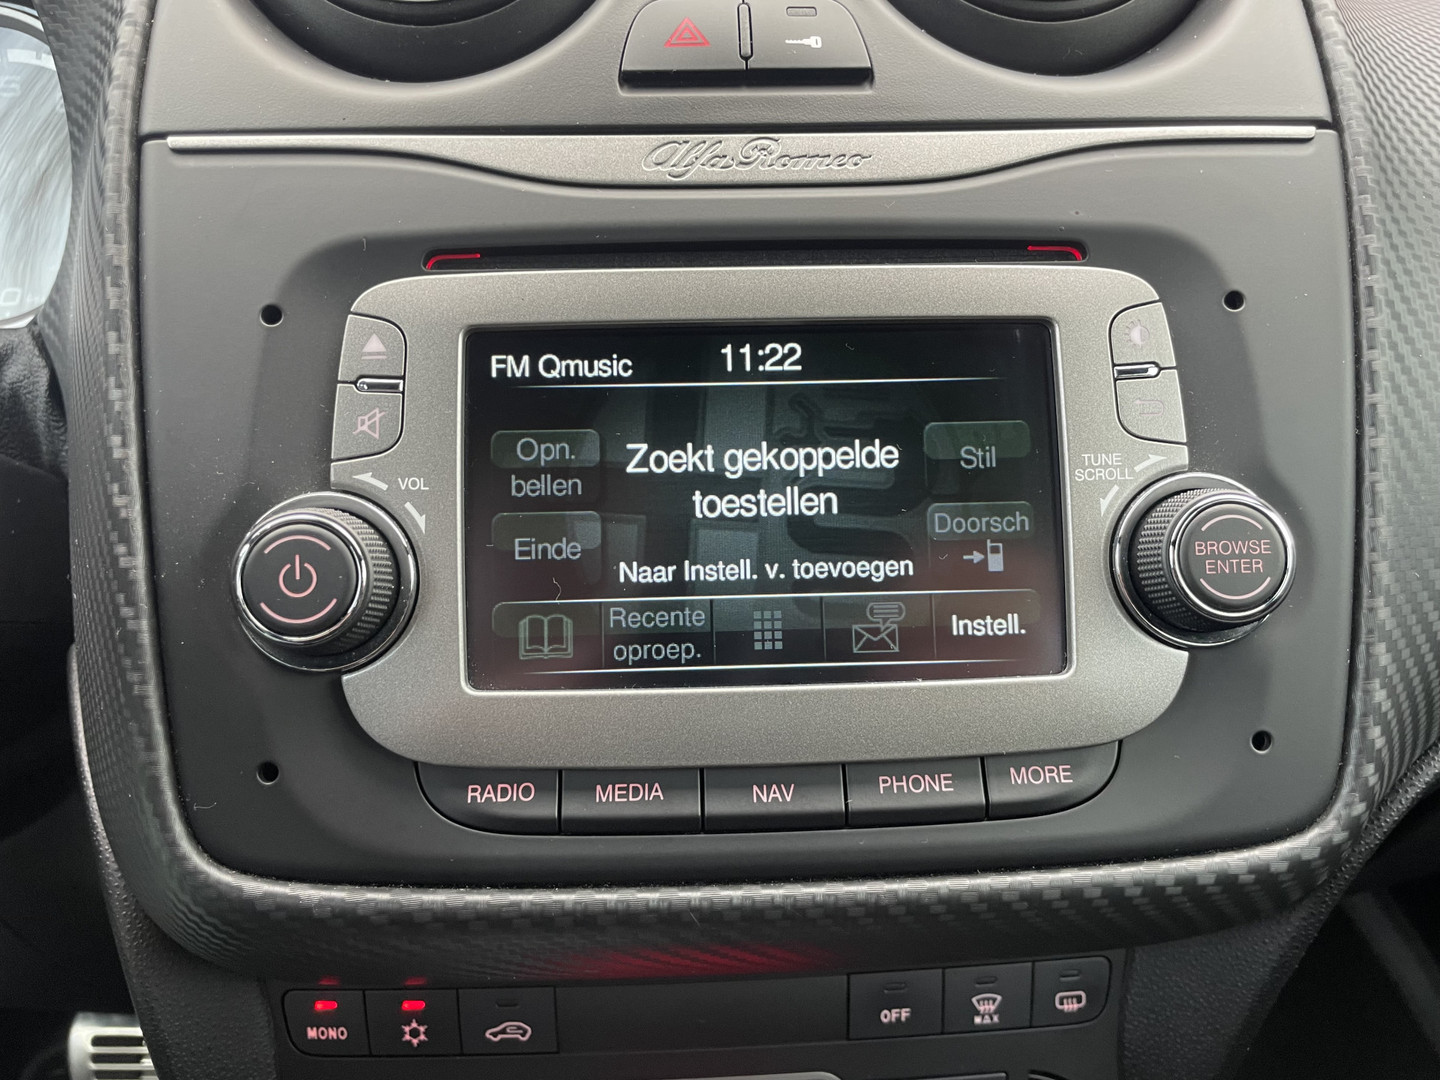 Alfa Romeo
FM Qmusic
11:22
Opn.
bellen
Zoekt gekoppelde
toestellen
Stil
Einde
Doorsch
Naar Instell. v. toevoegen
Recente
oproep.
Instell.
VOL
TUNE
SCROLL
BROWSE
ENTER
RADIO
MEDIA
NAV
PHONE
MORE
MONO
OFF
MAX